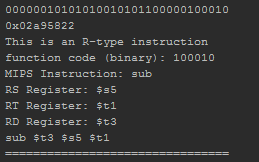 00000010101010010101100000100010
0x02a95822
This is an R-type instruction
function code (binary): 100010
MIPS Instruction: sub
RS Register: $s5
RT Register: $t1
RD Register: $t3
sub $t3 $s5 $t1
================================